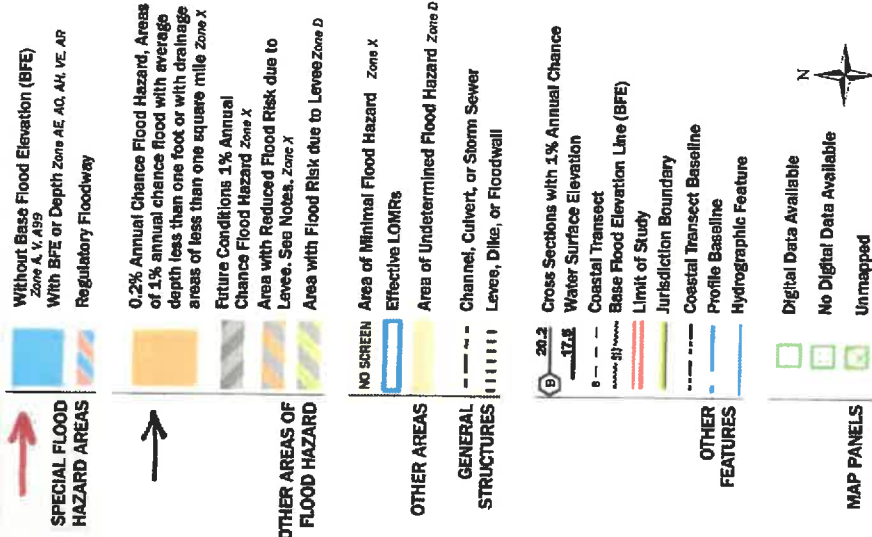 SPECIAL FLOOD
HAZARD AREAS
Without Base Flood Elevation (BFE)
Zone A, V, A99
With BFE or Depth Zone AE, AO, AH, VE, AR
Regulatory Floodway
0.2% Annual Chance Flood Hazard, Areas
of 1% annual chance flood with average
depth less than one foot or with drainage
areas of less than one square mile Zone X
Future Conditions 1% Annual
Chance Flood Hazard Zone X
Area with Reduced Flood Risk due to
Levee. See Notes. Zone X
Area with Flood Risk due to Levee Zone D
OTHER AREAS OF
FLOOD HAZARD
NO SCREEN Area of Minimal Flood Hazard Zone X
Effective LOMRs
Area of Undetermined Flood Hazard Zone D
OTHER AREAS
Channel, Culvert, or Storm Sewer
Levee, Dike, or Floodwall
GENERAL
STRUCTURES
B 20.2 Cross Sections with 1% Annual Chance
17.5 Water Surface Elevation
8 Coastal Transect
513 Base Flood Elevation Line (BFE)
Limit of Study
Jurisdiction Boundary
Coastal Transect Baseline
Profile Baseline
Hydrographic Feature
OTHER
FEATURES
Digital Data Available
No Digital Data Available
Unmapped
MAP PANELS
N